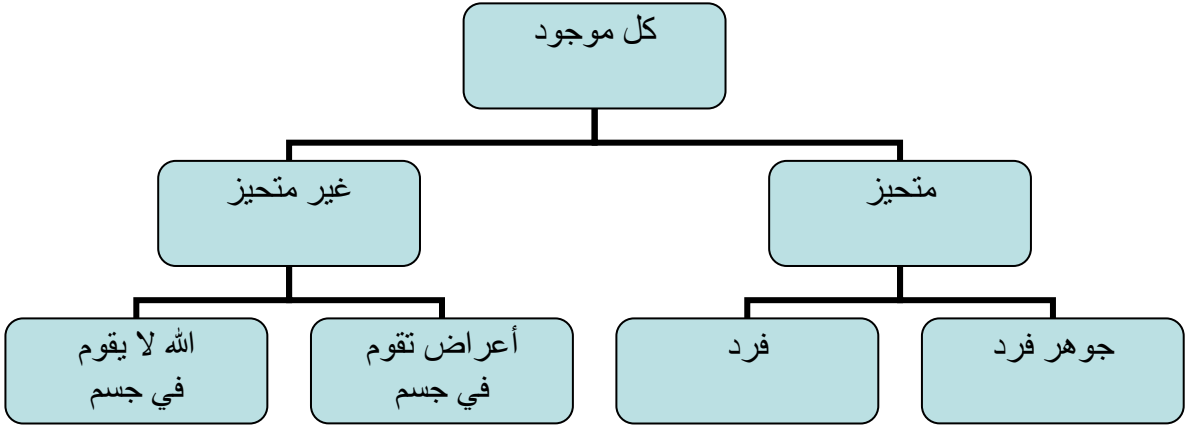 كل موجود
متحيز
غير متحيز
جوهر فرد
فرد
أعراض تقوم
في جسم
الله لا يقوم
في جسم